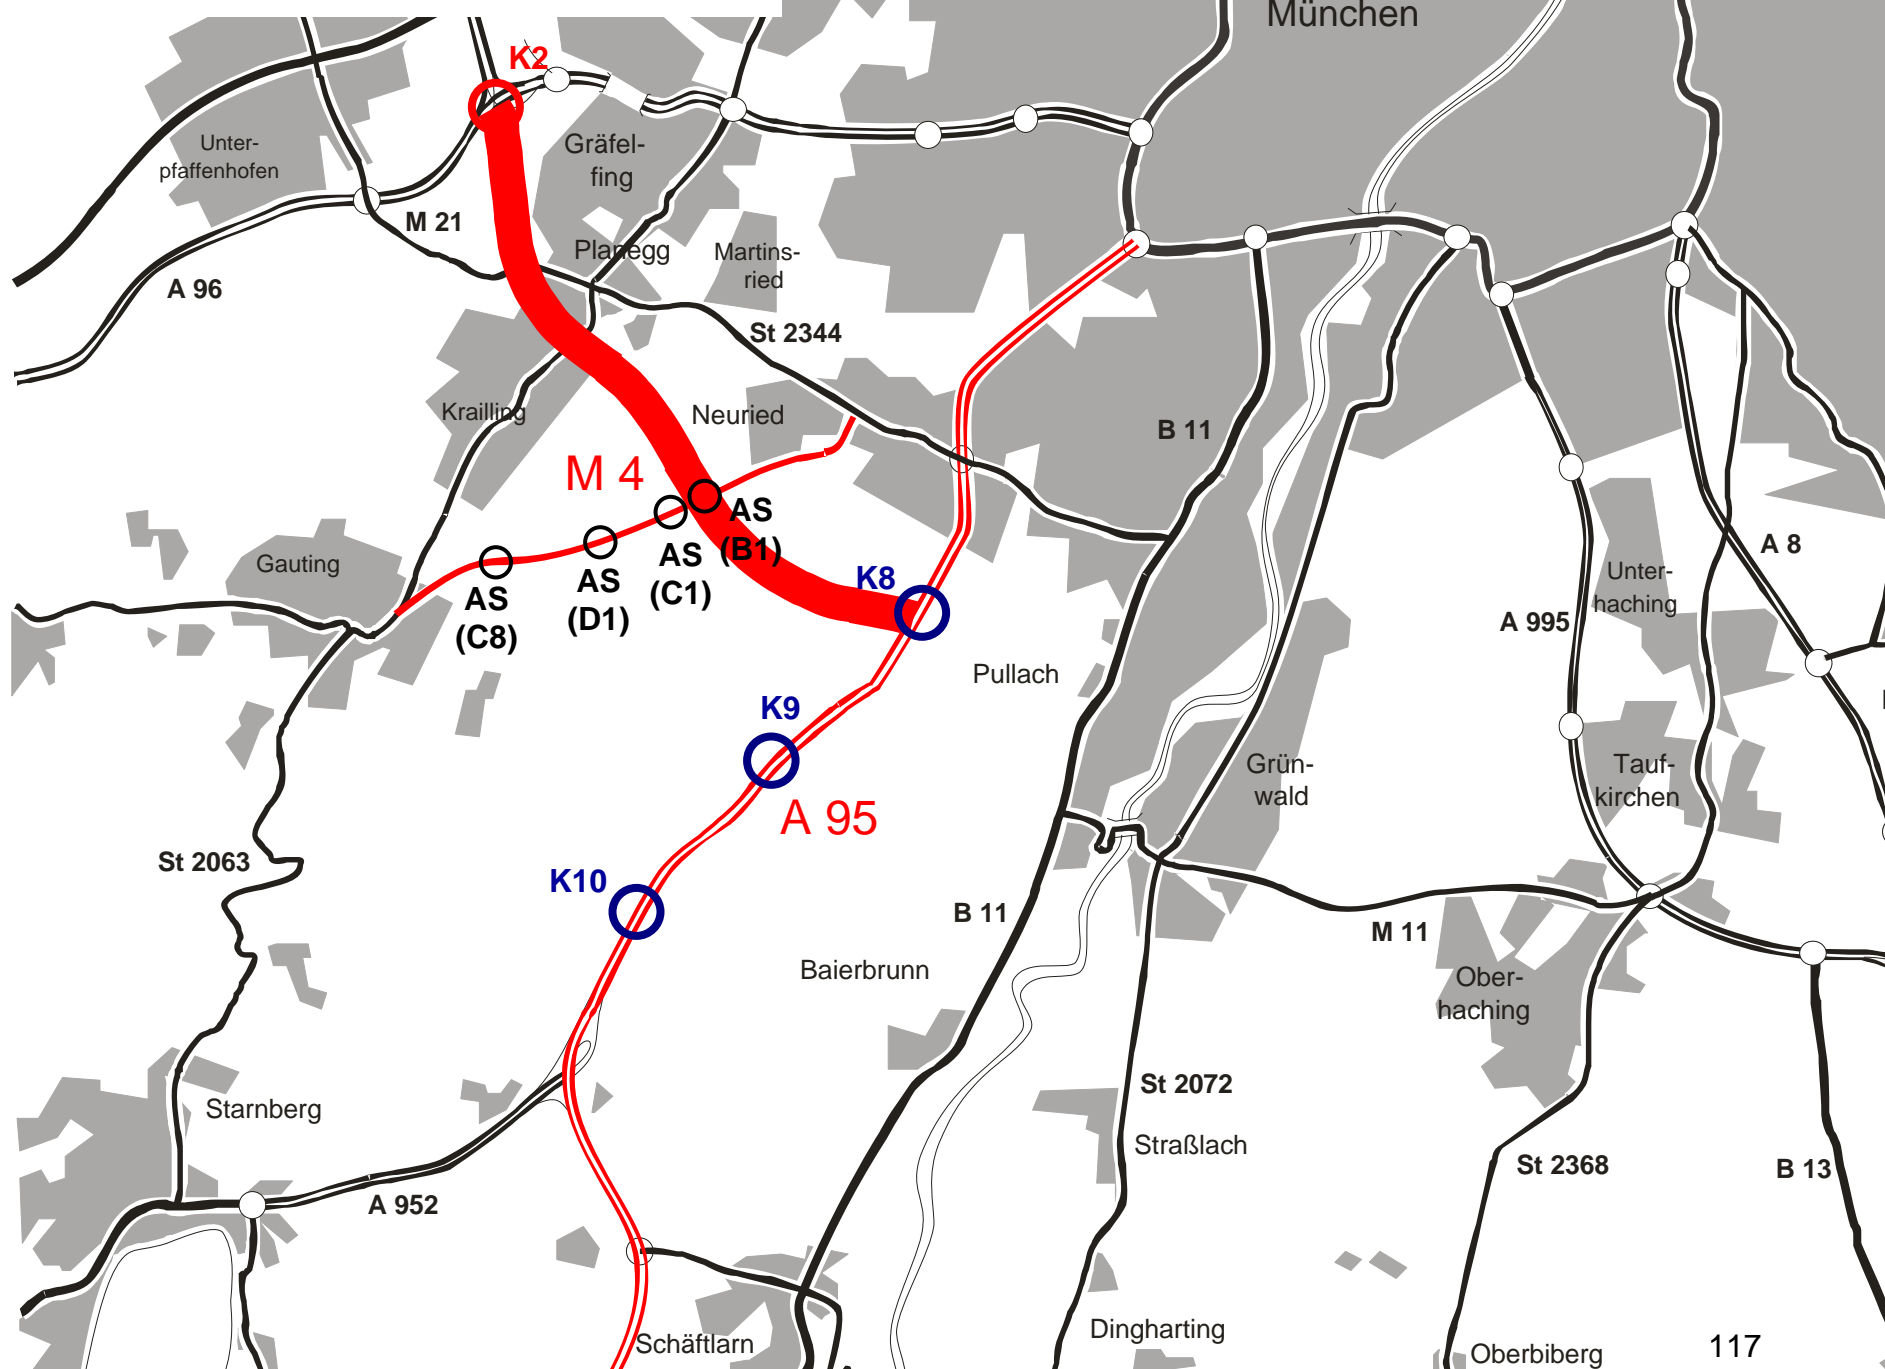 München
K2
Unter-
pfaffenhofen
Gräfel-
fing
M 21
Planegg
Martins-
ried
A 96
St 2344
Krailling
Neuried
B 11
M 4
AS
(B1)
A 8
Gauting
AS
(C1)
AS
(D1)
AS
(C8)
K8
Unter-
haching
A 995
Pullach
K9
Grün-
wald
Tauf-
kirchen
A 95
St 2063
K10
B 11
M 11
Baierbrunn
Ober-
haching
St 2072
Starnberg
Straßlach
St 2368
B 13
A 952
Dingharting
Schäftlarn
Oberbiberg
117